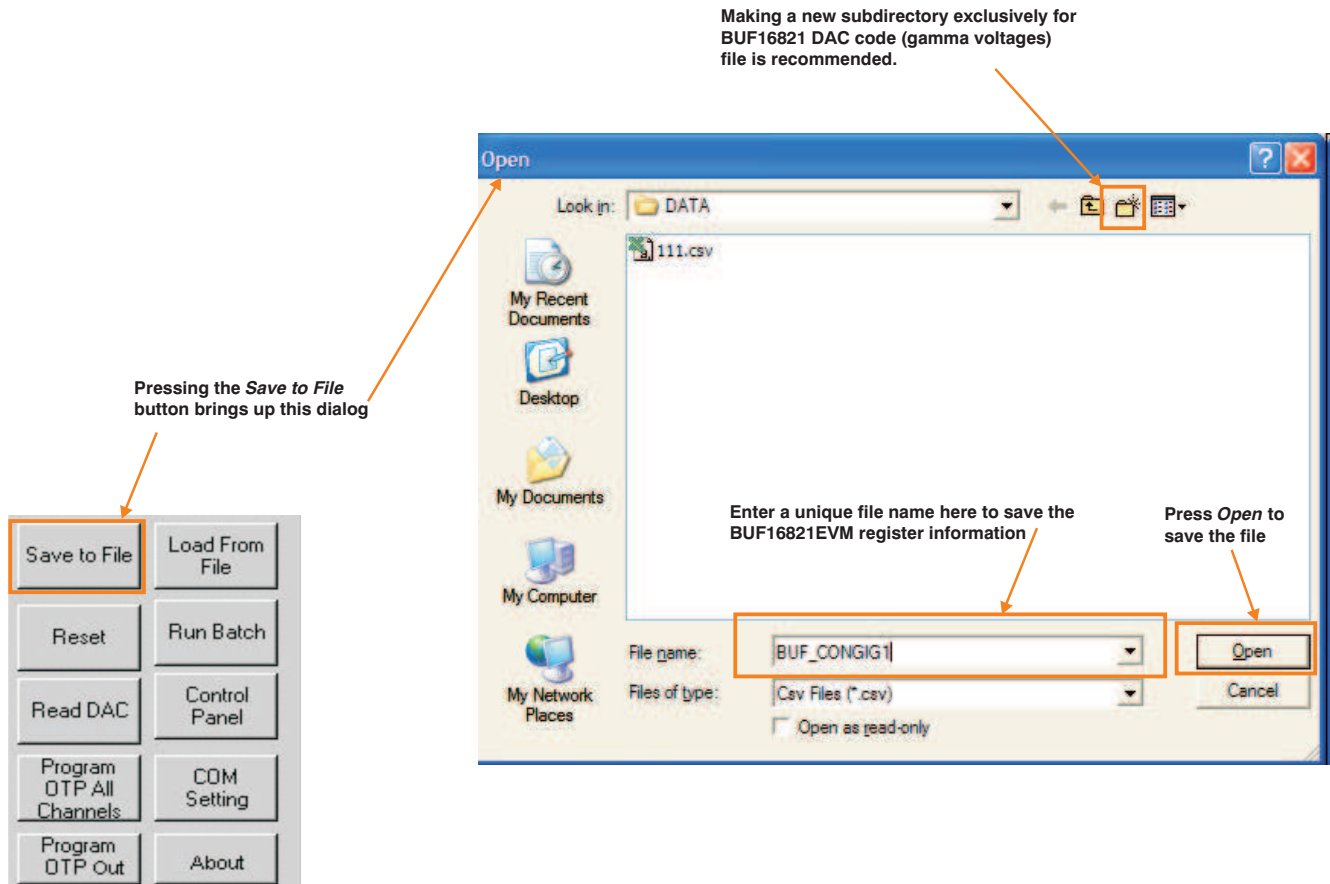 Making a new subdirectory exclusively for
BUF16821 DAC code (gamma voltages)
file is recommended.
Open
Look in:
DATA
111.csv
My Recent
Documents
Desktop
My Documents
My Computer
My Network
Places
Pressing the Save to File
button brings up this dialog
Enter a unique file name here to save the
BUF16821EVM register information
Press Open to
save the file
File name:
BUF_CONGIG1
Open
Files of type:
Csv Files (*.csv)
Cancel
Open as read-only
Save to File
Load From
File
Reset
Run Batch
Read DAC
Control
Panel
Program
OTP All
Channels
COM
Setting
Program
OTP Out
About